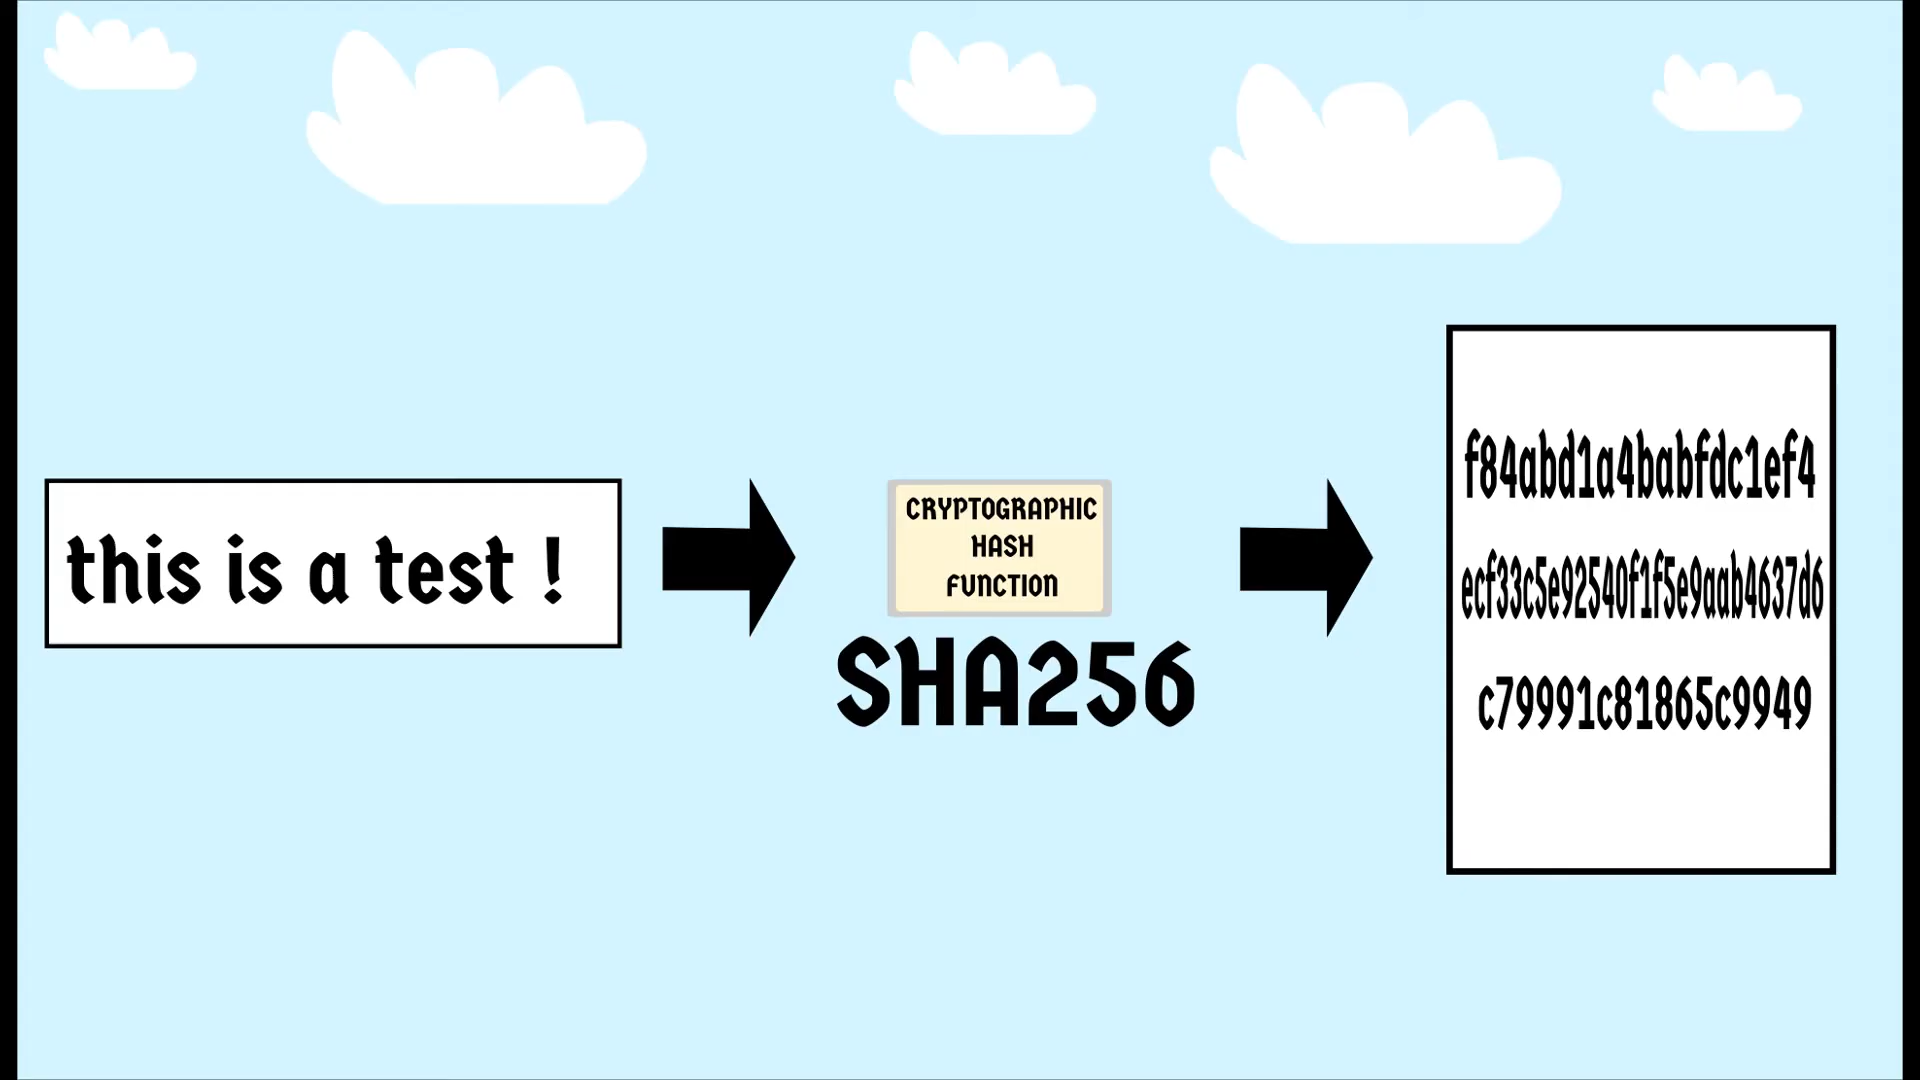 this is a test !
CRYPTOGRAPHIC
HASH
FUNCTION
SHA256
f84abd1a4babfdc1ef4
ecf33c5e92540f1f5e9aab4637d6
c79991c81865c9949